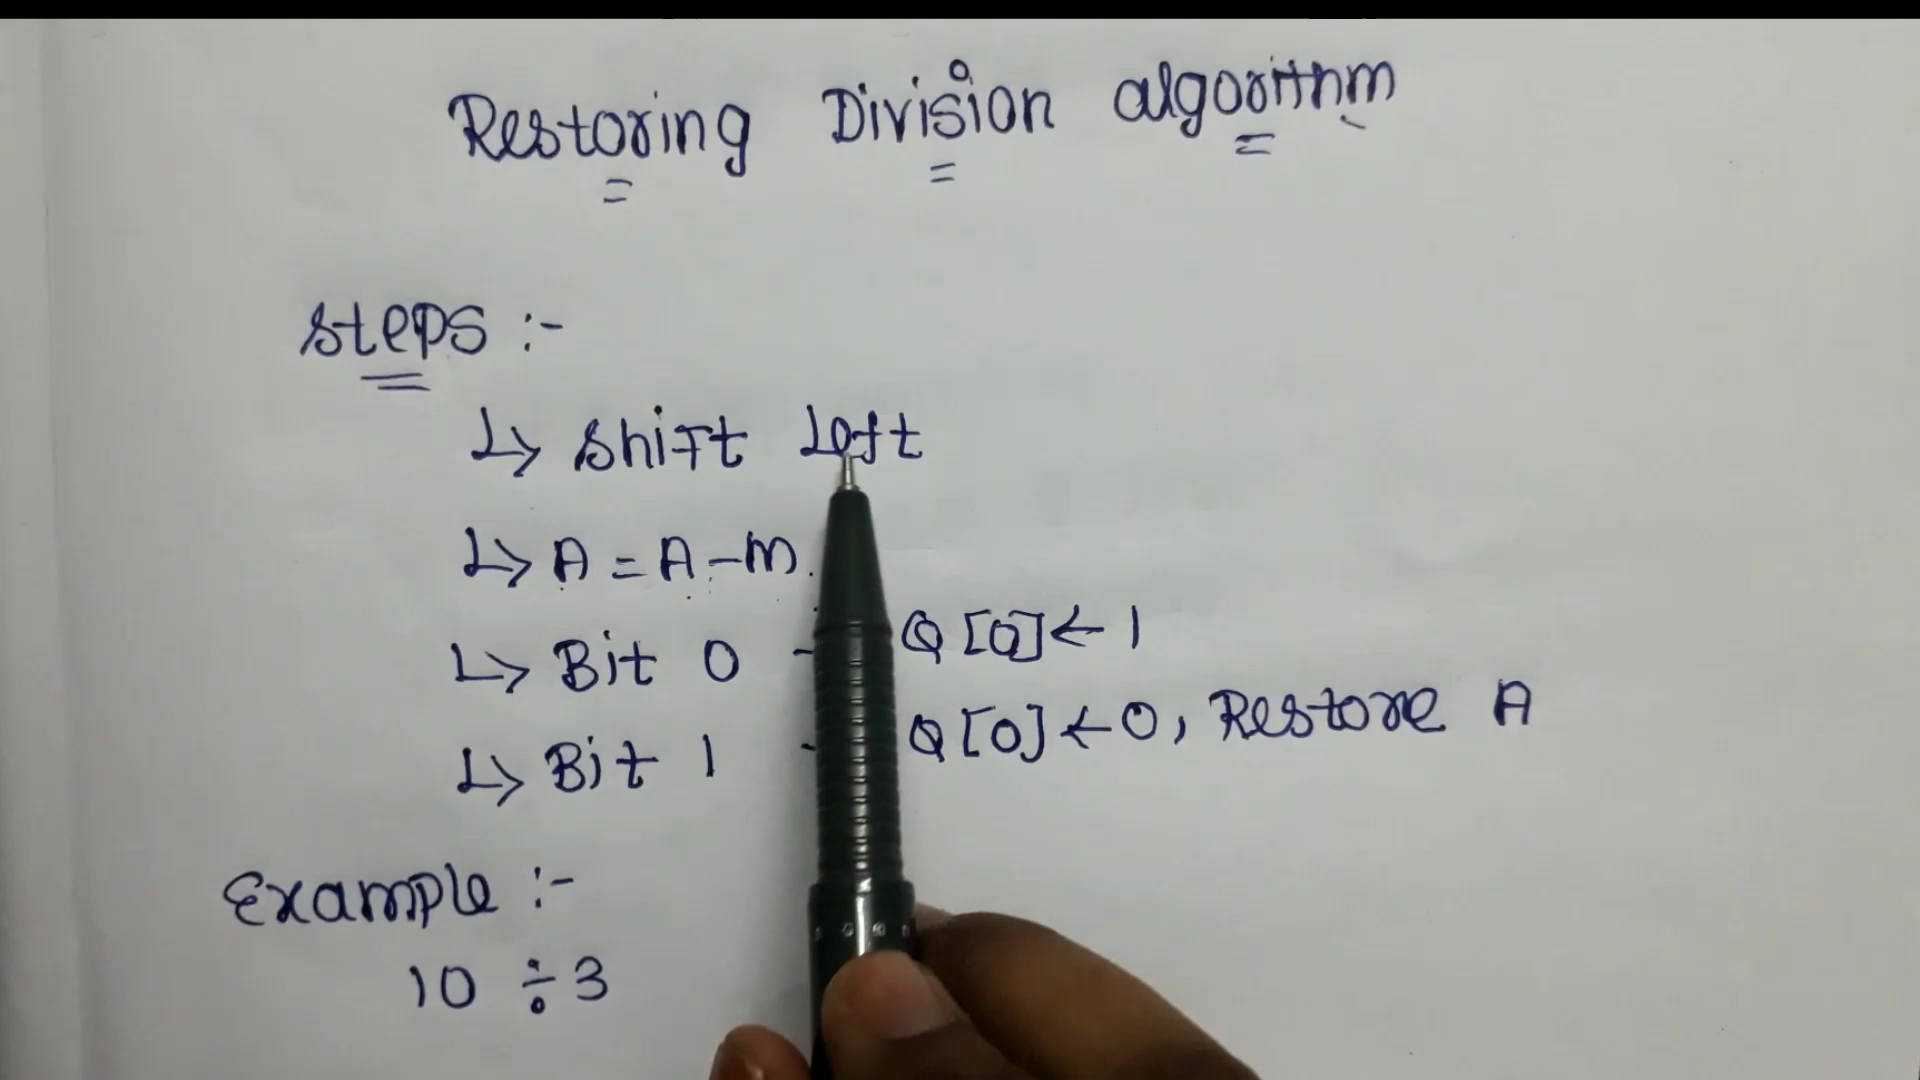 Restoring Division algorithm
Steps :-
↳ Shift Left
↳ A = A - M
↳ Bit 0 - Q[0] ← 1
↳ Bit 1 - Q[0] ← 0, Restore A
Example :-
10 ÷ 3